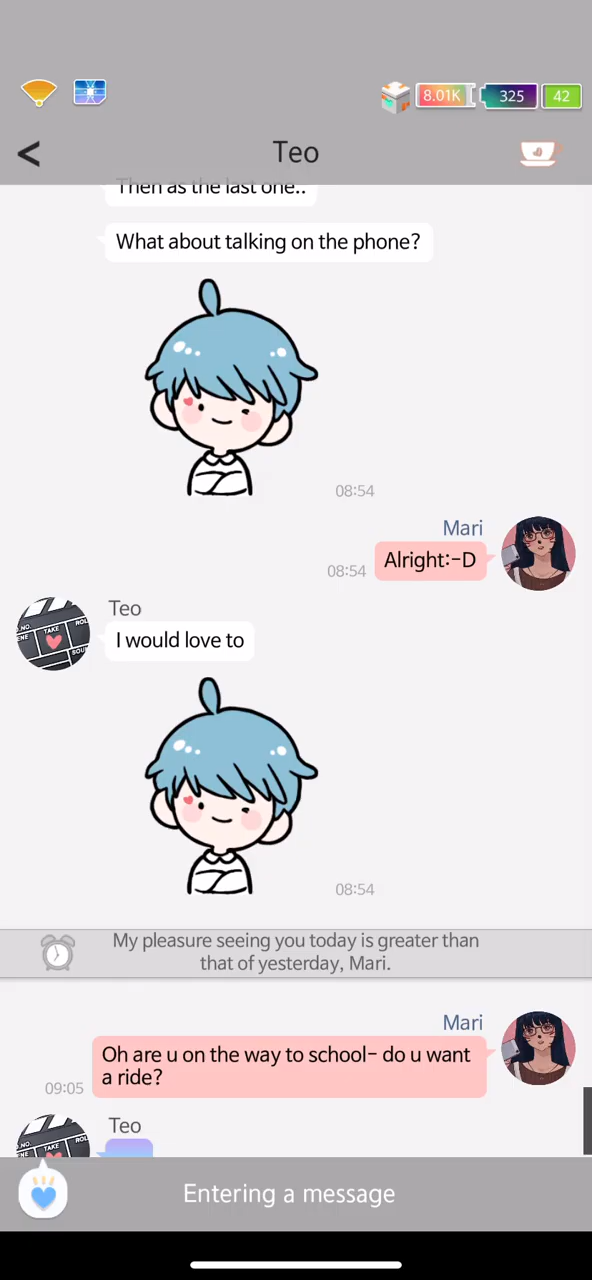 8.01K
325
42
<
Teo
Then as the last one..
What about talking on the phone?
08:54
Mari
Alright:-D
08:54
Teo
I would love to
08:54
My pleasure seeing you today is greater than
that of yesterday, Mari.
Mari
Oh are u on the way to school- do u want
a ride?
09:05
Teo
Entering a message